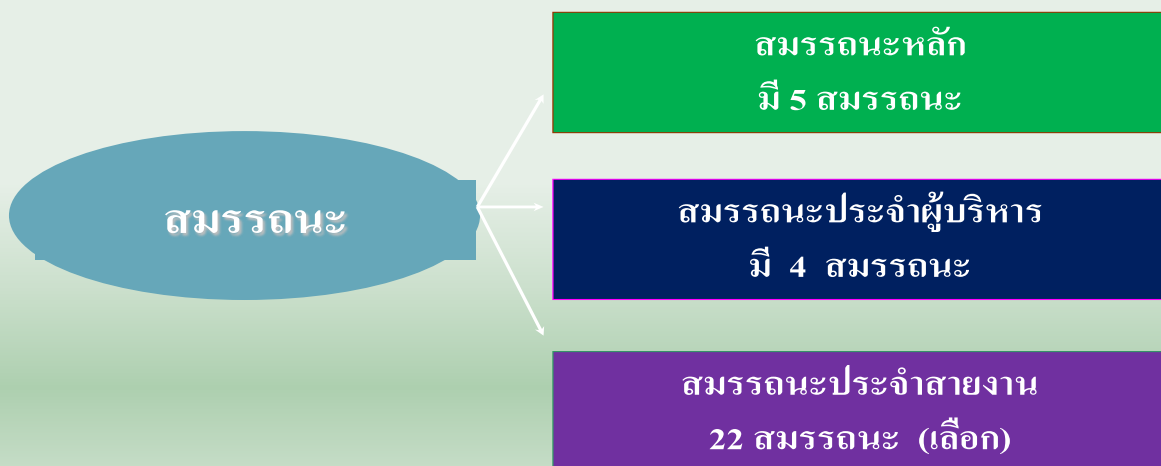 สมรรถนะ
สมรรถนะหลัก
มี 5 สมรรถนะ
สมรรถนะประจำผู้บริหาร
มี 4 สมรรถนะ
สมรรถนะประจำสายงาน
22 สมรรถนะ (เลือก)